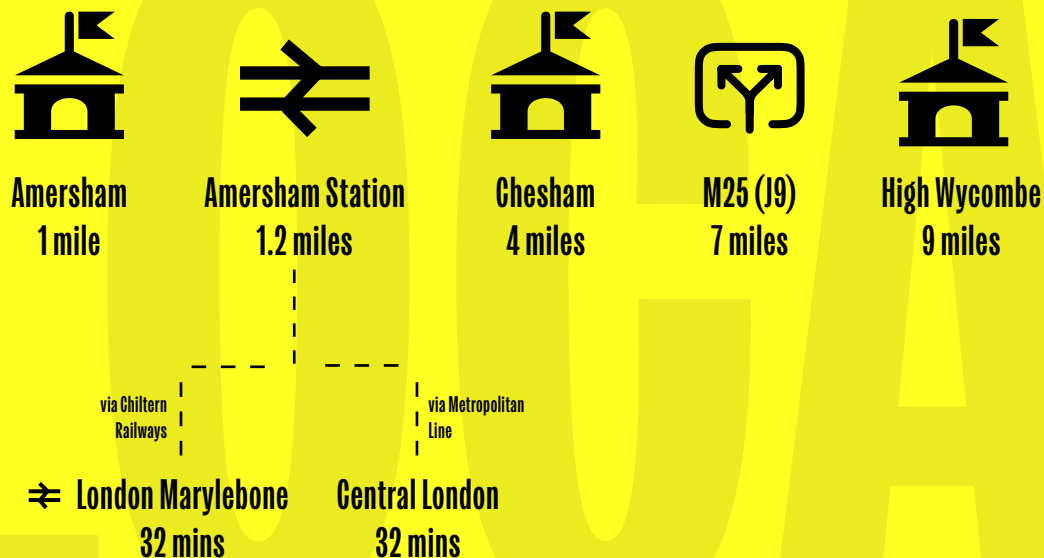 Amersham
1 mile
Amersham Station
1.2 miles
Chesham
4 miles
M25 (J9)
7 miles
High Wycombe
9 miles
via Chiltern
Railways
via Metropolitan
Line
London Marylebone
32 mins
Central London
32 mins
LOCA